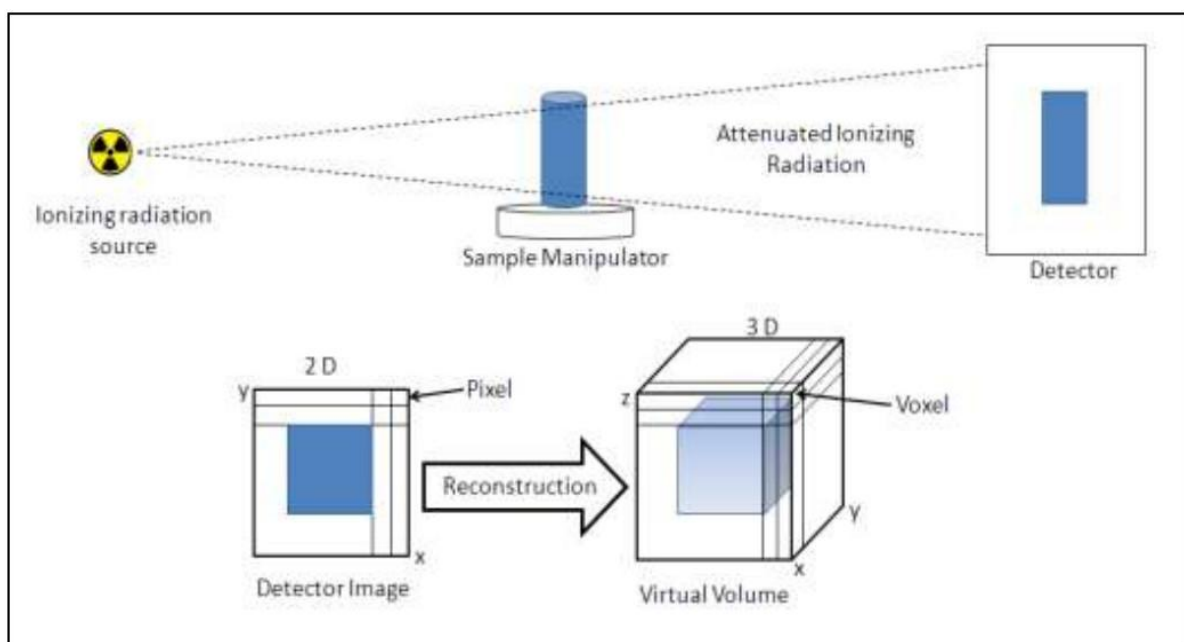 Ionizing radiation
source
Sample Manipulator
Attenuated Ionizing
Radiation
Detector
2 D
y
Pixel
x
Detector Image
Reconstruction
3 D
z
Voxel
y
x
Virtual Volume